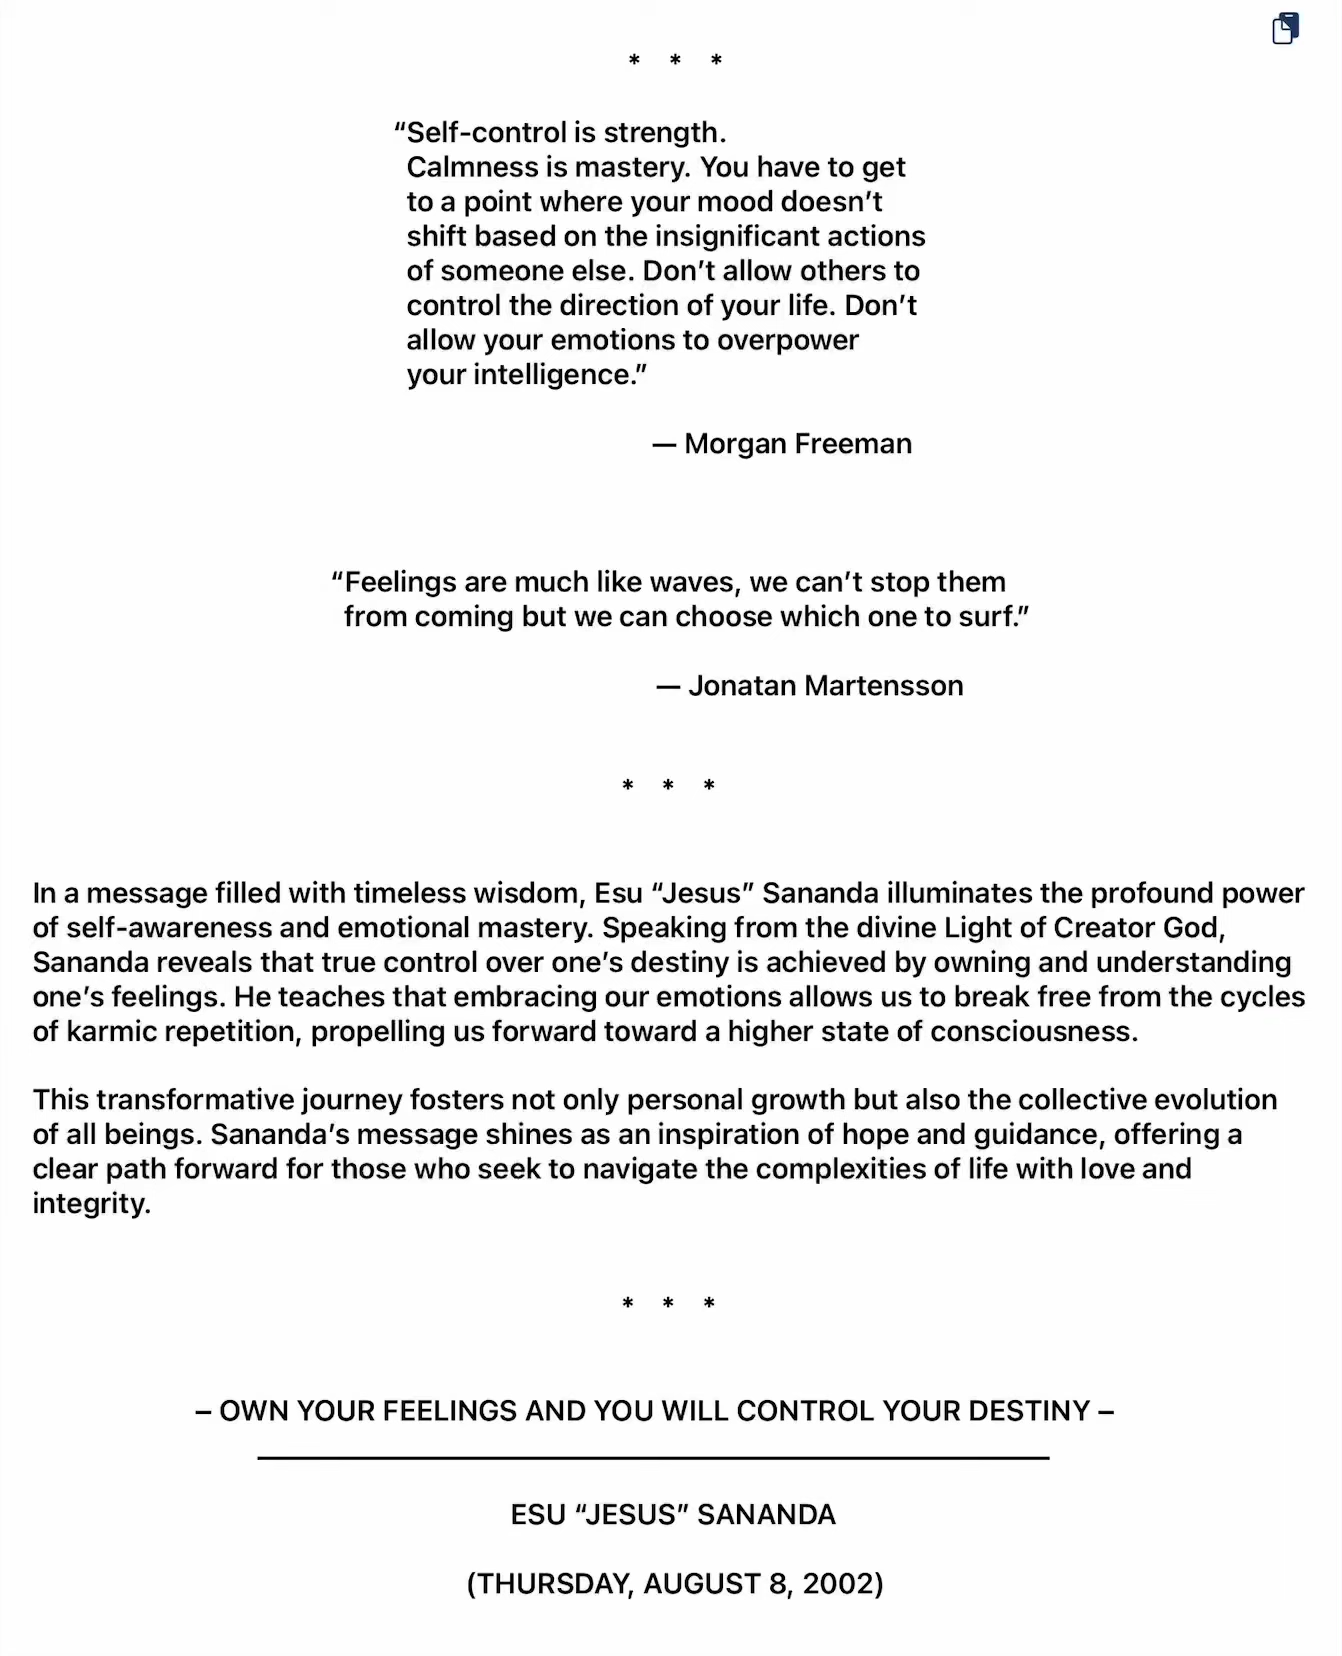 * * *
“Self-control is strength.
Calmness is mastery. You have to get
to a point where your mood doesn’t
shift based on the insignificant actions
of someone else. Don’t allow others to
control the direction of your life. Don’t
allow your emotions to overpower
your intelligence.”
— Morgan Freeman
“Feelings are much like waves, we can’t stop them
from coming but we can choose which one to surf.”
— Jonatan Martensson
* * *
In a message filled with timeless wisdom, Esu “Jesus” Sananda illuminates the profound power
of self-awareness and emotional mastery. Speaking from the divine Light of Creator God,
Sananda reveals that true control over one’s destiny is achieved by owning and understanding
one’s feelings. He teaches that embracing our emotions allows us to break free from the cycles
of karmic repetition, propelling us forward toward a higher state of consciousness.
This transformative journey fosters not only personal growth but also the collective evolution
of all beings. Sananda’s message shines as an inspiration of hope and guidance, offering a
clear path forward for those who seek to navigate the complexities of life with love and
integrity.
* * *
– OWN YOUR FEELINGS AND YOU WILL CONTROL YOUR DESTINY –
ESU “JESUS” SANANDA
(THURSDAY, AUGUST 8, 2002)